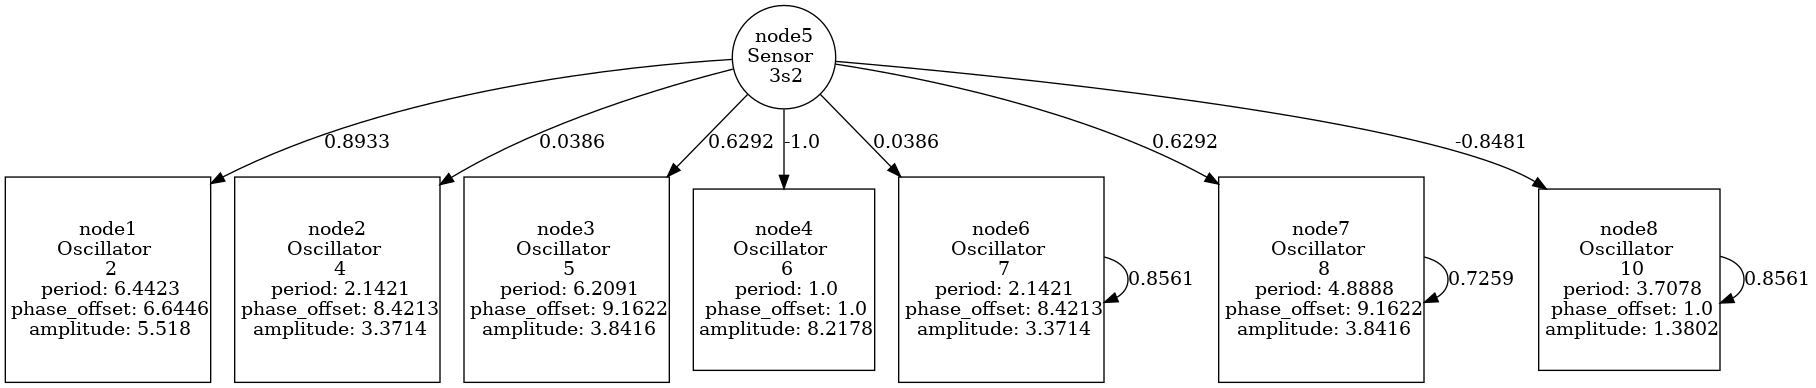 node5
Sensor
3s2
0.8933
0.0386
0.6292
-1.0
0.0386
0.6292
-0.8481
node1
Oscillator
2
period: 6.4423
phase_offset: 6.6446
amplitude: 5.518
node2
Oscillator
4
period: 2.1421
phase_offset: 8.4213
amplitude: 3.3714
node3
Oscillator
5
period: 6.2091
phase_offset: 9.1622
amplitude: 3.8416
node4
Oscillator
6
period: 1.0
phase_offset: 1.0
amplitude: 8.2178
node6
Oscillator
7
period: 2.1421
phase_offset: 8.4213
amplitude: 3.3714
0.8561
node7
Oscillator
8
period: 4.8888
phase_offset: 9.1622
amplitude: 3.8416
0.7259
node8
Oscillator
10
period: 3.7078
phase_offset: 1.0
amplitude: 1.3802
0.8561